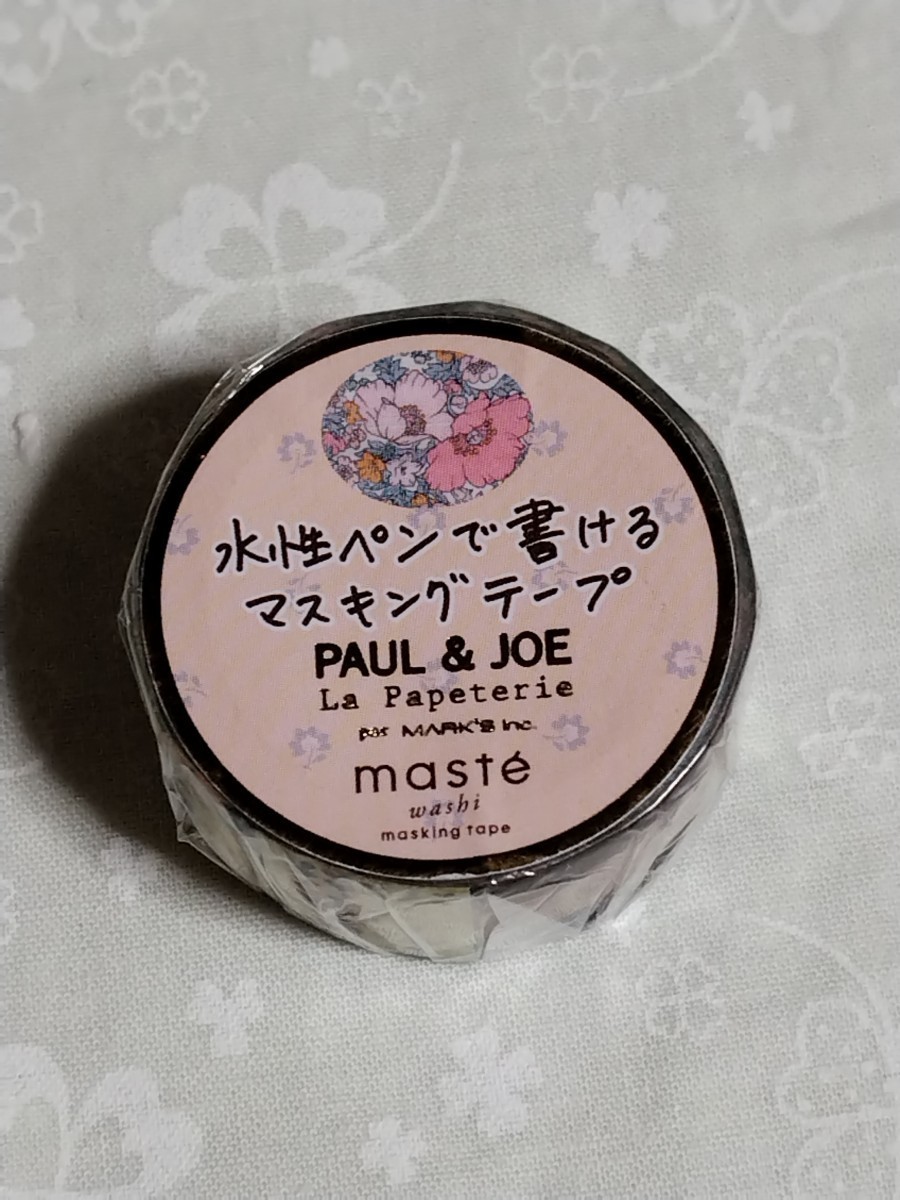 水性ペンで書ける
マスキングテープ
PAUL & JOE
La Papeterie
par MARK'S Inc.
masté
washi
masking tape